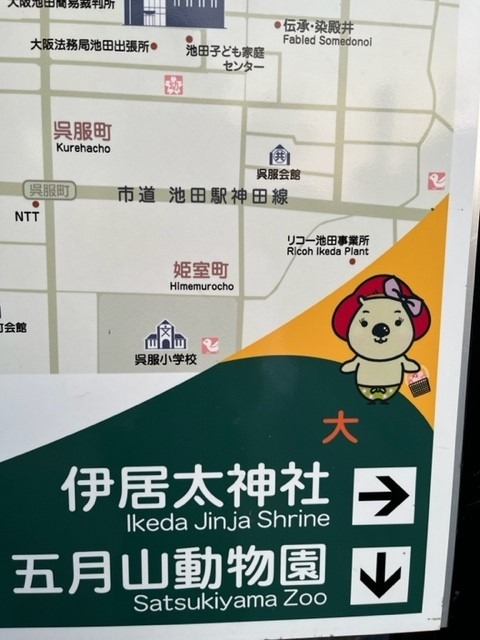 大阪池田簡易裁判所
伝承・染殿井
Fabled Somedonoi
大阪法務局池田出張所
池田子ども家庭
センター
呉服町
Kurehacho
共
呉服会館
呉服町
市道 池田駅神田線
NTT
リコー池田事業所
Ricoh Ikeda Plant
姫室町
Himemurocho
町会館
文
呉服小学校
大
伊居太神社
Ikeda Jinja Shrine
五月山動物園
Satsukiyama Zoo